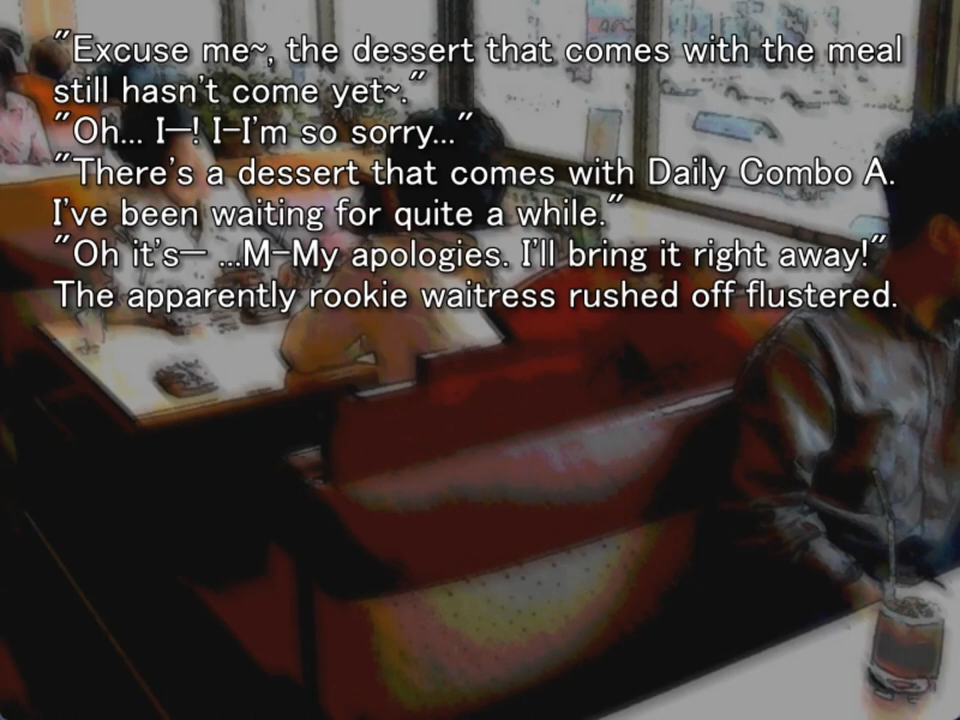 "Excuse me~, the dessert that comes with the meal
still hasn't come yet~."
"Oh... I—! I-I'm so sorry..."
"There's a dessert that comes with Daily Combo A.
I've been waiting for quite a while."
"Oh it's— ...M-My apologies. I'll bring it right away!"
The apparently rookie waitress rushed off flustered.